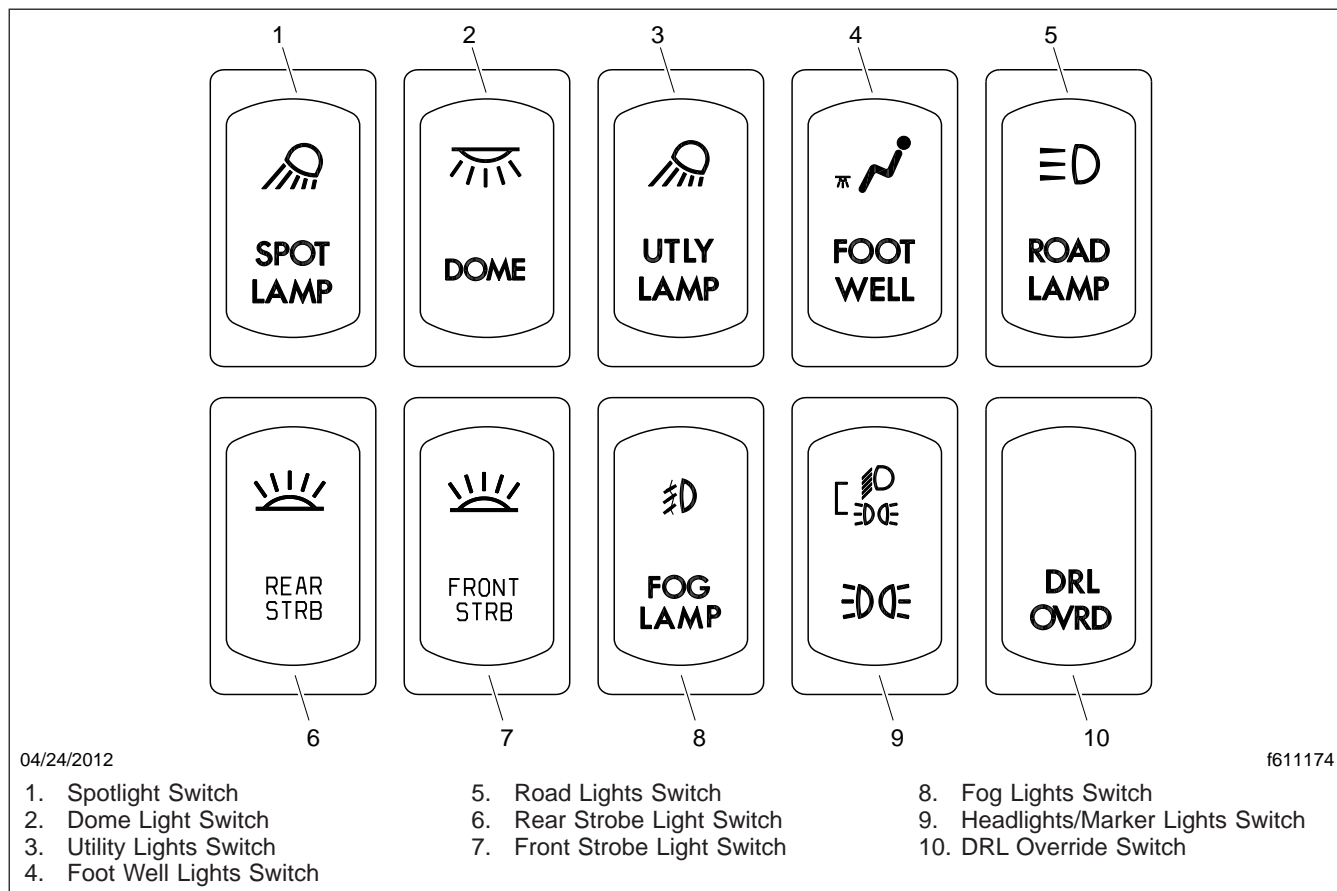 1 2 3 4 5
SPOT
LAMP
DOME
UTLY
LAMP
FOOT
WELL
ROAD
LAMP
REAR
STRB
FRONT
STRB
FOG
LAMP
DRL
OVRD
6 7 8 9 10
04/24/2012 f611174
1. Spotlight Switch
2. Dome Light Switch
3. Utility Lights Switch
4. Foot Well Lights Switch
5. Road Lights Switch
6. Rear Strobe Light Switch
7. Front Strobe Light Switch
8. Fog Lights Switch
9. Headlights/Marker Lights Switch
10. DRL Override Switch